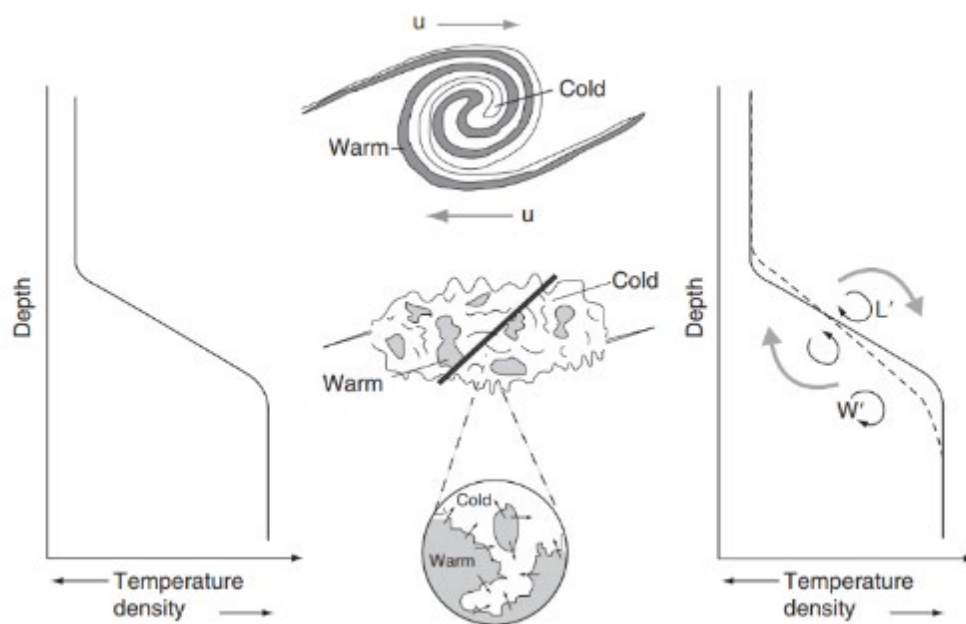 u
Cold
Warm
u
Depth
Cold
Warm
Cold
Warm
Temperature
density
Depth
L'
W'
Temperature
density